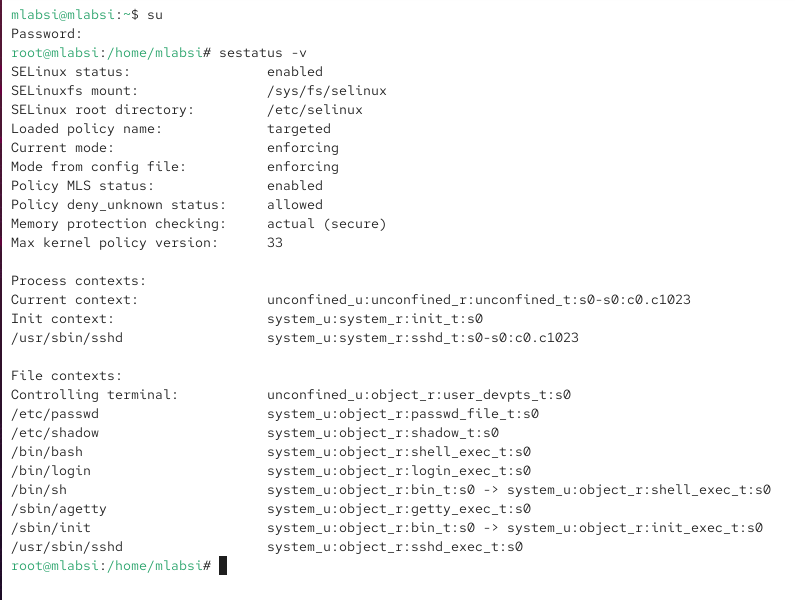 mlabsi@mlabsi:~$ su
Password:
root@mlabsi:/home/mlabsi# sestatus -v
SELinux status:                 enabled
SELinuxfs mount:                /sys/fs/selinux
SELinux root directory:         /etc/selinux
Loaded policy name:             targeted
Current mode:                   enforcing
Mode from config file:          enforcing
Policy MLS status:              enabled
Policy deny_unknown status:     allowed
Memory protection checking:     actual (secure)
Max kernel policy version:      33

Process contexts:
Current context:                unconfined_u:unconfined_r:unconfined_t:s0-s0:c0.c1023
Init context:                   system_u:system_r:init_t:s0
/usr/sbin/sshd                  system_u:system_r:sshd_t:s0-s0:c0.c1023

File contexts:
Controlling terminal:           unconfined_u:object_r:user_devpts_t:s0
/etc/passwd                     system_u:object_r:passwd_file_t:s0
/etc/shadow                     system_u:object_r:shadow_t:s0
/bin/bash                       system_u:object_r:shell_exec_t:s0
/bin/login                      system_u:object_r:login_exec_t:s0
/bin/sh                         system_u:object_r:bin_t:s0 -> system_u:object_r:shell_exec_t:s0
/sbin/agetty                    system_u:object_r:getty_exec_t:s0
/sbin/init                      system_u:object_r:bin_t:s0 -> system_u:object_r:init_exec_t:s0
/usr/sbin/sshd                  system_u:object_r:sshd_exec_t:s0
root@mlabsi:/home/mlabsi#